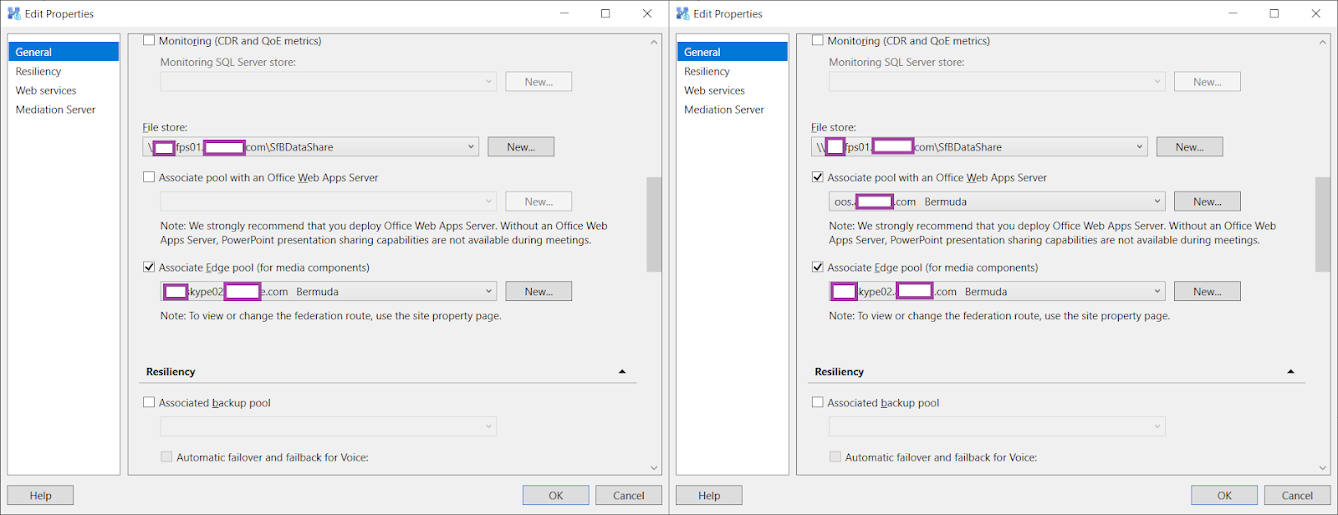 Edit Properties
General
Resiliency
Web services
Mediation Server
Monitoring (CDR and QoE metrics)
Monitoring SQL Server store:
New...
File store:
\ fps01. com\SfBDataShare
New...
Associate pool with an Office Web Apps Server
New...
Note: We strongly recommend that you deploy Office Web Apps Server. Without an Office Web
Apps Server, PowerPoint presentation sharing capabilities are not available during meetings.
Associate Edge pool (for media components)
skype02 e.com Bermuda
New...
Note: To view or change the federation route, use the site property page.
Resiliency
Associated backup pool
Automatic failover and failback for Voice:
Help
OK
Cancel
Edit Properties
General
Resiliency
Web services
Mediation Server
Monitoring (CDR and QoE metrics)
Monitoring SQL Server store:
New...
File store:
\\ fps01. com\SfBDataShare
New...
Associate pool with an Office Web Apps Server
oos. .com Bermuda
New...
Note: We strongly recommend that you deploy Office Web Apps Server. Without an Office Web
Apps Server, PowerPoint presentation sharing capabilities are not available during meetings.
Associate Edge pool (for media components)
kype02. .com Bermuda
New...
Note: To view or change the federation route, use the site property page.
Resiliency
Associated backup pool
Automatic failover and failback for Voice:
Help
OK
Cancel